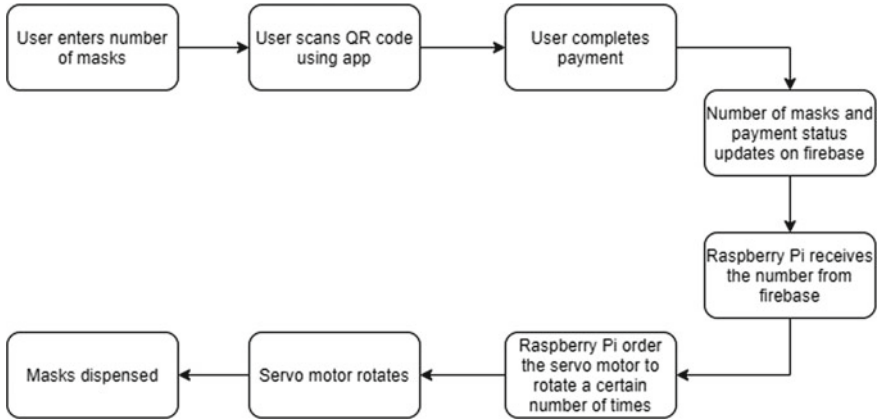 User enters number
of masks
User scans QR code
using app
User completes
payment
Number of masks and
payment status
updates on firebase
Raspberry Pi receives
the number from
firebase
Raspberry Pi order
the servo motor to
rotate a certain
number of times
Servo motor rotates
Masks dispensed